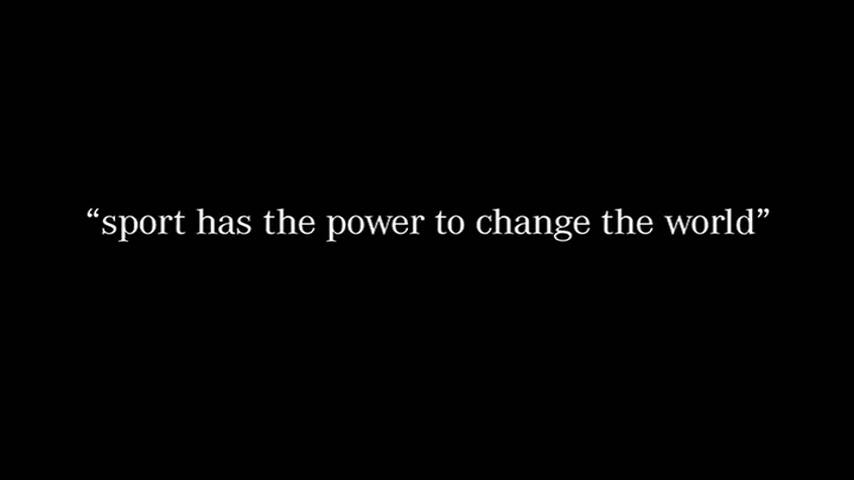 “sport has the power to change the world”